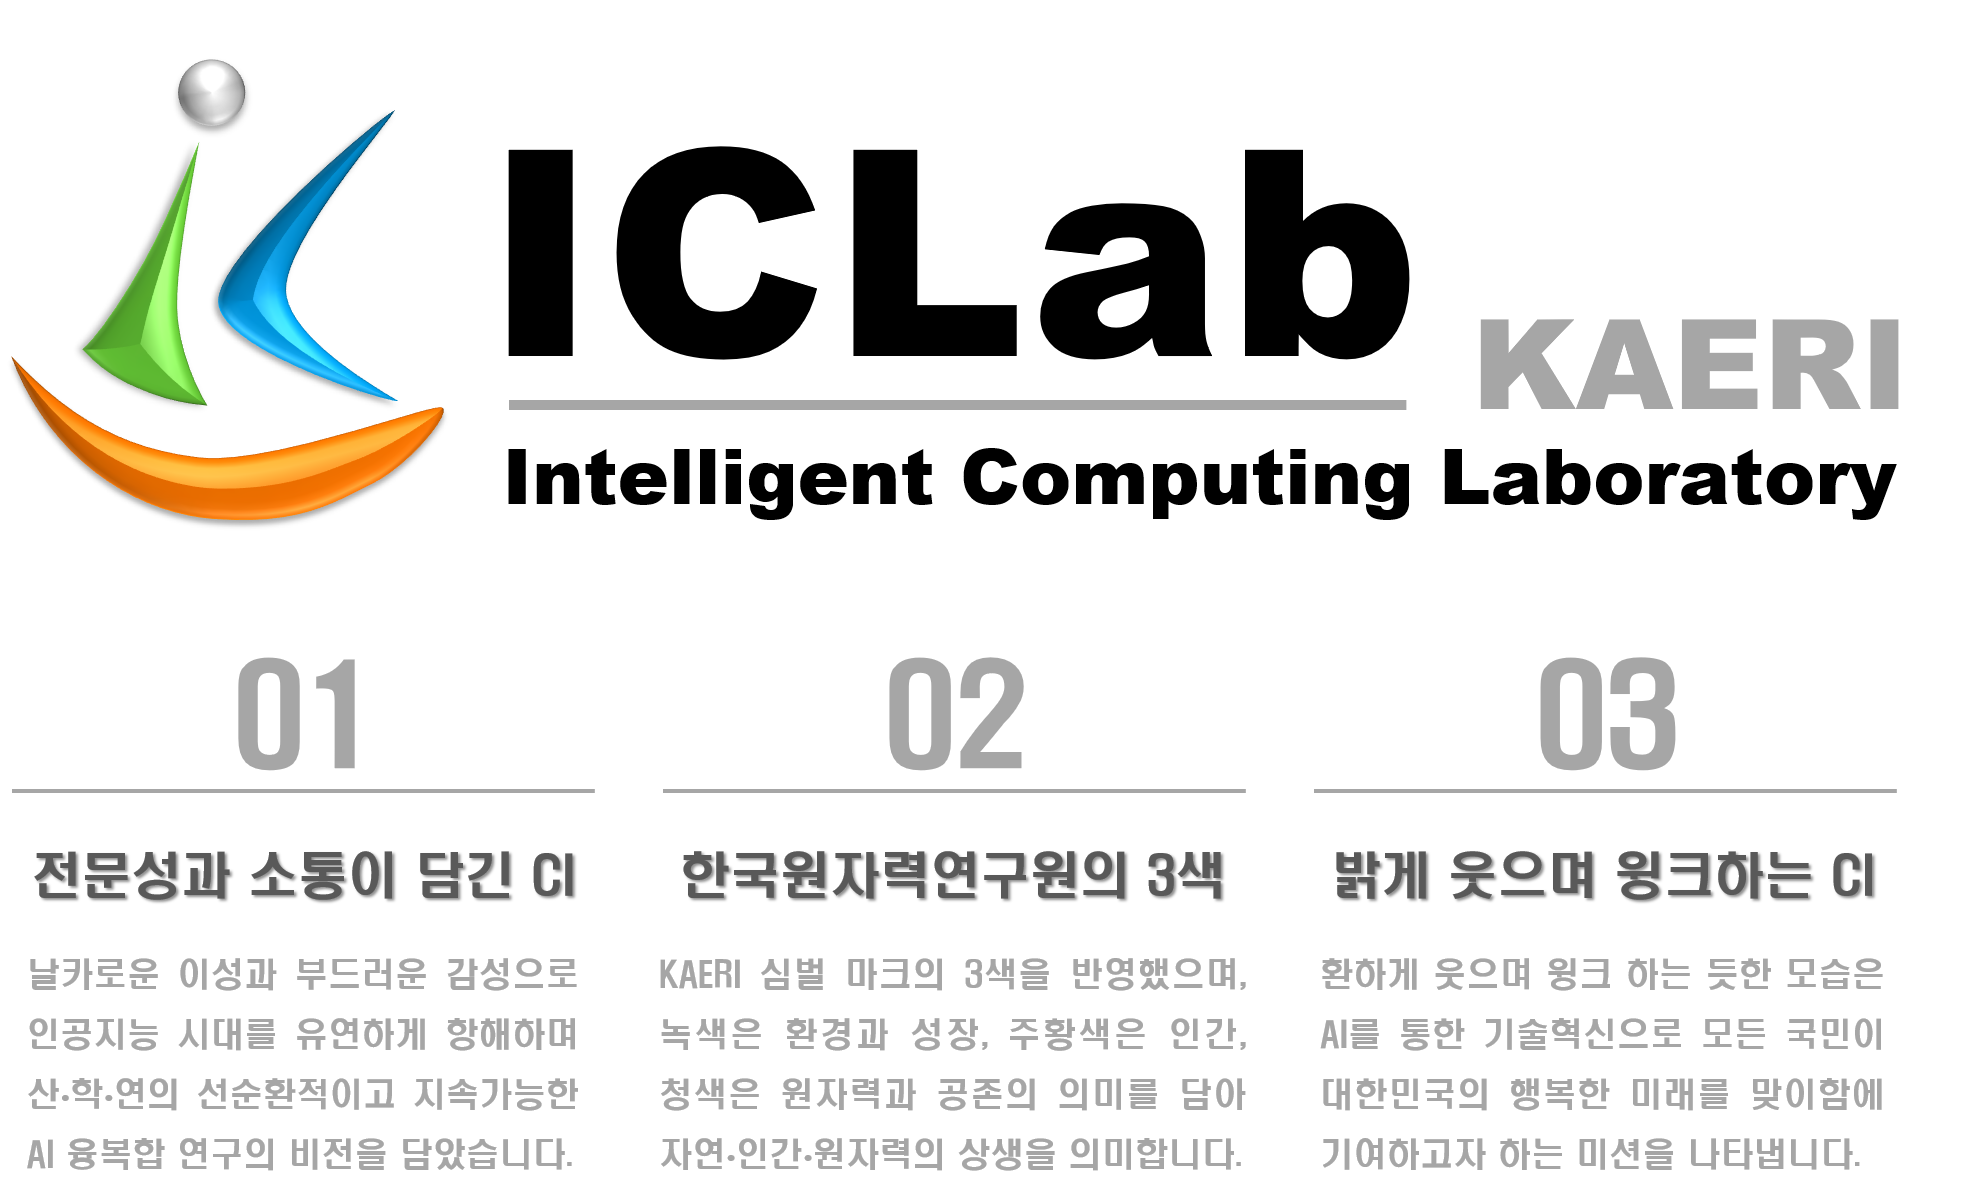 ICLab
KAERI
Intelligent Computing Laboratory
01
전문성과 소통이 담긴 CI
날카로운 이성과 부드러운 감성으로
인공지능 시대를 유연하게 항해하며
산•학•연의 선순환적이고 지속가능한
AI 융복합 연구의 비전을 담았습니다.
02
한국원자력연구원의 3색
KAERI 심벌 마크의 3색을 반영했으며,
녹색은 환경과 성장, 주황색은 인간,
청색은 원자력과 공존의 의미를 담아
자연•인간•원자력의 상생을 의미합니다.
03
밝게 웃으며 윙크하는 CI
환하게 웃으며 윙크 하는 듯한 모습은
AI를 통한 기술혁신으로 모든 국민이
대한민국의 행복한 미래를 맞이함에
기여하고자 하는 미션을 나타냅니다.